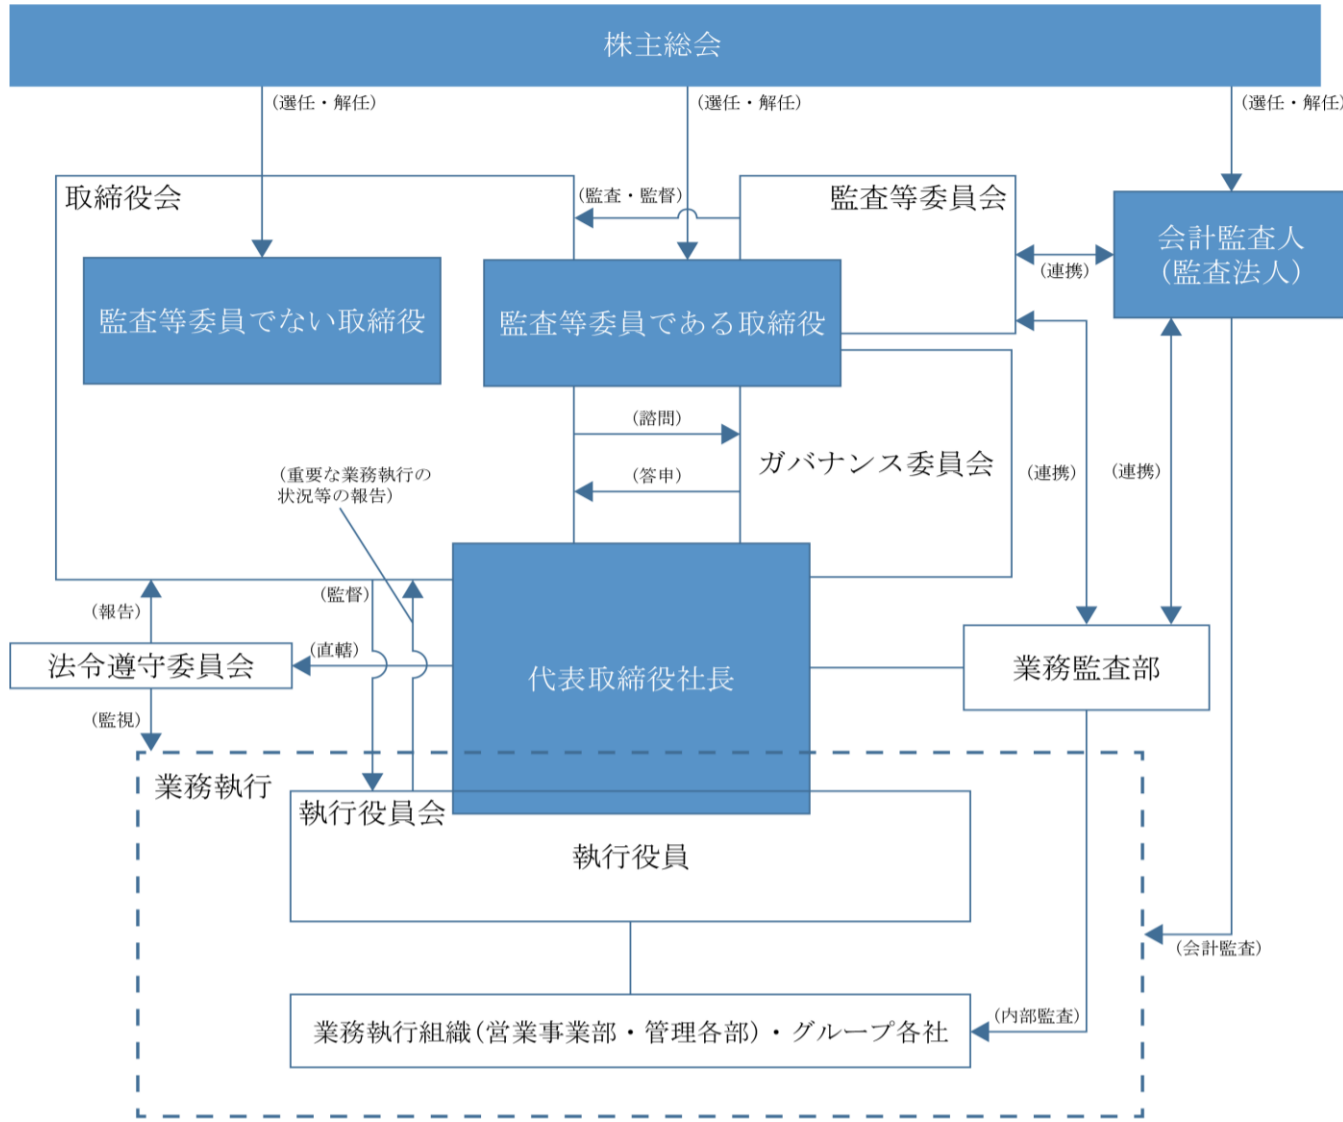 株主総会
(選任・解任)
(選任・解任)
(選任・解任)
取締役会
(監査・監督)
監査等委員会
会計監査人
(監査法人)
(連携)
監査等委員でない取締役
監査等委員である取締役
(諮問)
ガバナンス委員会
(答申)
(連携)
(連携)
(重要な業務執行の
状況等の報告)
(報告)
(監督)
法令遵守委員会
(直轄)
代表取締役社長
業務監査部
(監視)
業務執行
執行役員会
執行役員
(会計監査)
(内部監査)
業務執行組織(営業事業部・管理各部)・グループ各社